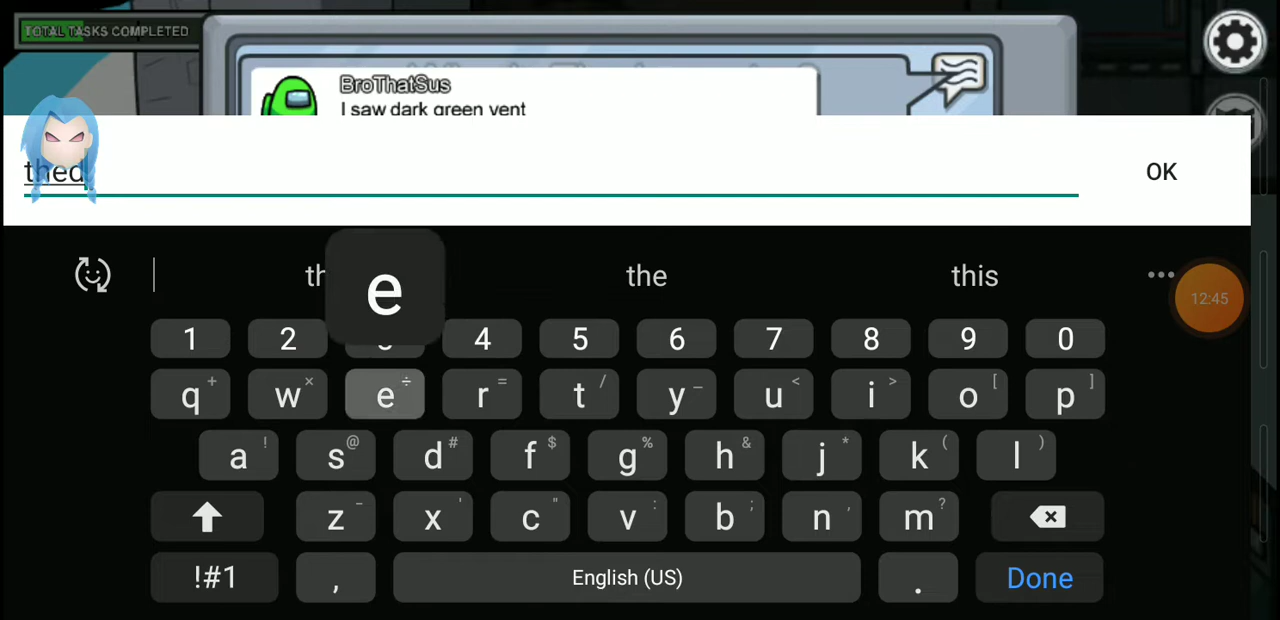 TOTAL TASKS COMPLETED
BroThatSus
I saw dark green vent
thed
OK
e
th
the
this
•••
12:45
1 2 4 5 6 7 8 9 0
q + w × e ÷ r = t / y _ u < i > o [ p ]
a ! s @ d # f $ g % h & j * k ( l )
z - x ' c " v : b ; n , m ?
!#1 , English (US) . Done